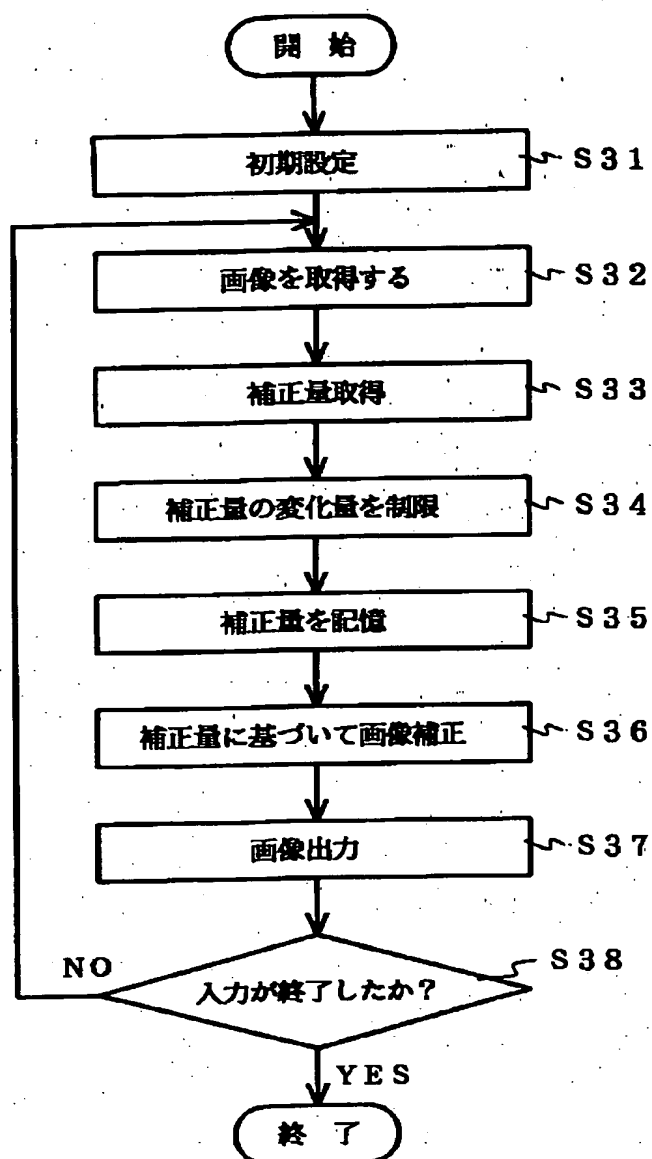 開 始
初期設定
S31
画像を取得する
S32
補正量取得
S33
補正量の変化量を制限
S34
補正量を記憶
S35
補正量に基づいて画像補正
S36
画像出力
S37
入力が終了したか？
S38
NO
YES
終 了